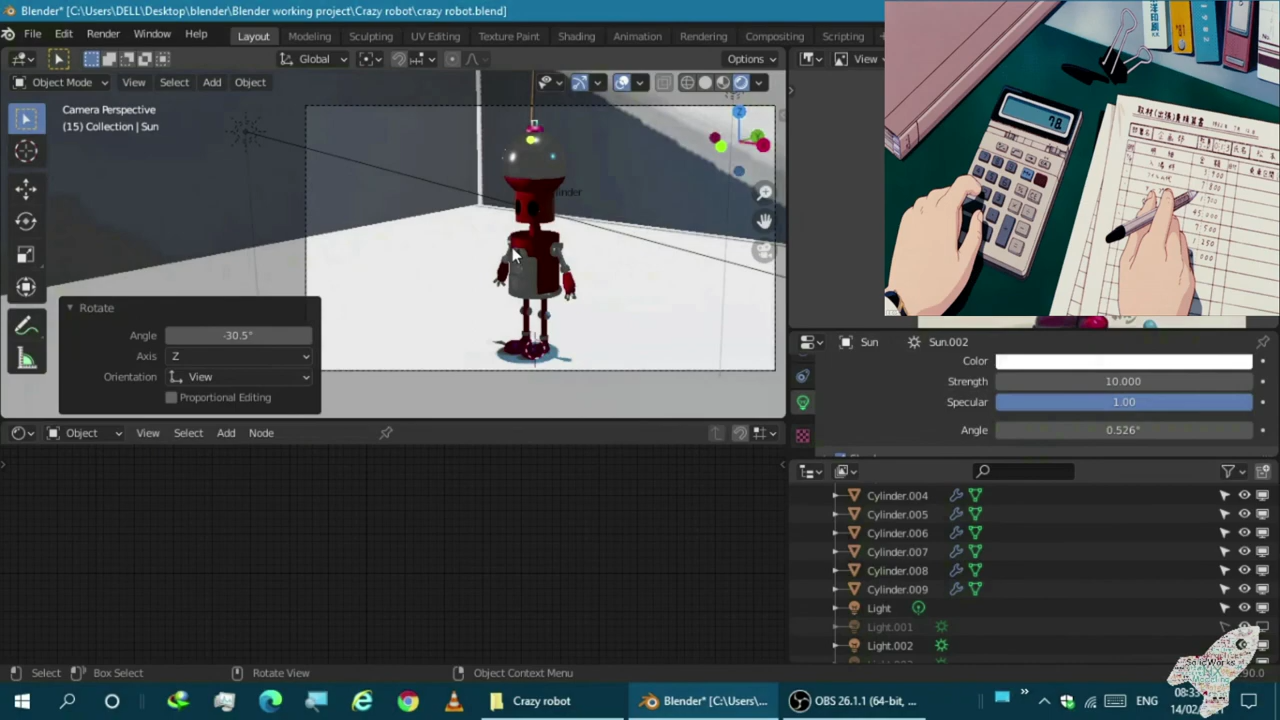 Blender* [C:\Users\DELL\Desktop\blender\Blender working project\Crazy robot\crazy robot.blend]
File Edit Render Window Help Layout Modeling Sculpting UV Editing Texture Paint Shading Animation Rendering Compositing Scripting
Global Options View
Object Mode View Select Add Object
Camera Perspective
(15) Collection | Sun
Rotate
Angle -30.5°
Axis Z
Orientation View
Proportional Editing
78
Sun Sun.002
Color
Strength 10.000
Specular 1.00
Angle 0.526°
Object View Select Add Node
Cylinder.004
Cylinder.005
Cylinder.006
Cylinder.007
Cylinder.008
Cylinder.009
Light
Light.001
Light.002
Select Box Select Rotate View Object Context Menu
SolidWorks
Crazy robot Blender* [C:\Users\... OBS 26.1.1 (64-bit, ... ENG